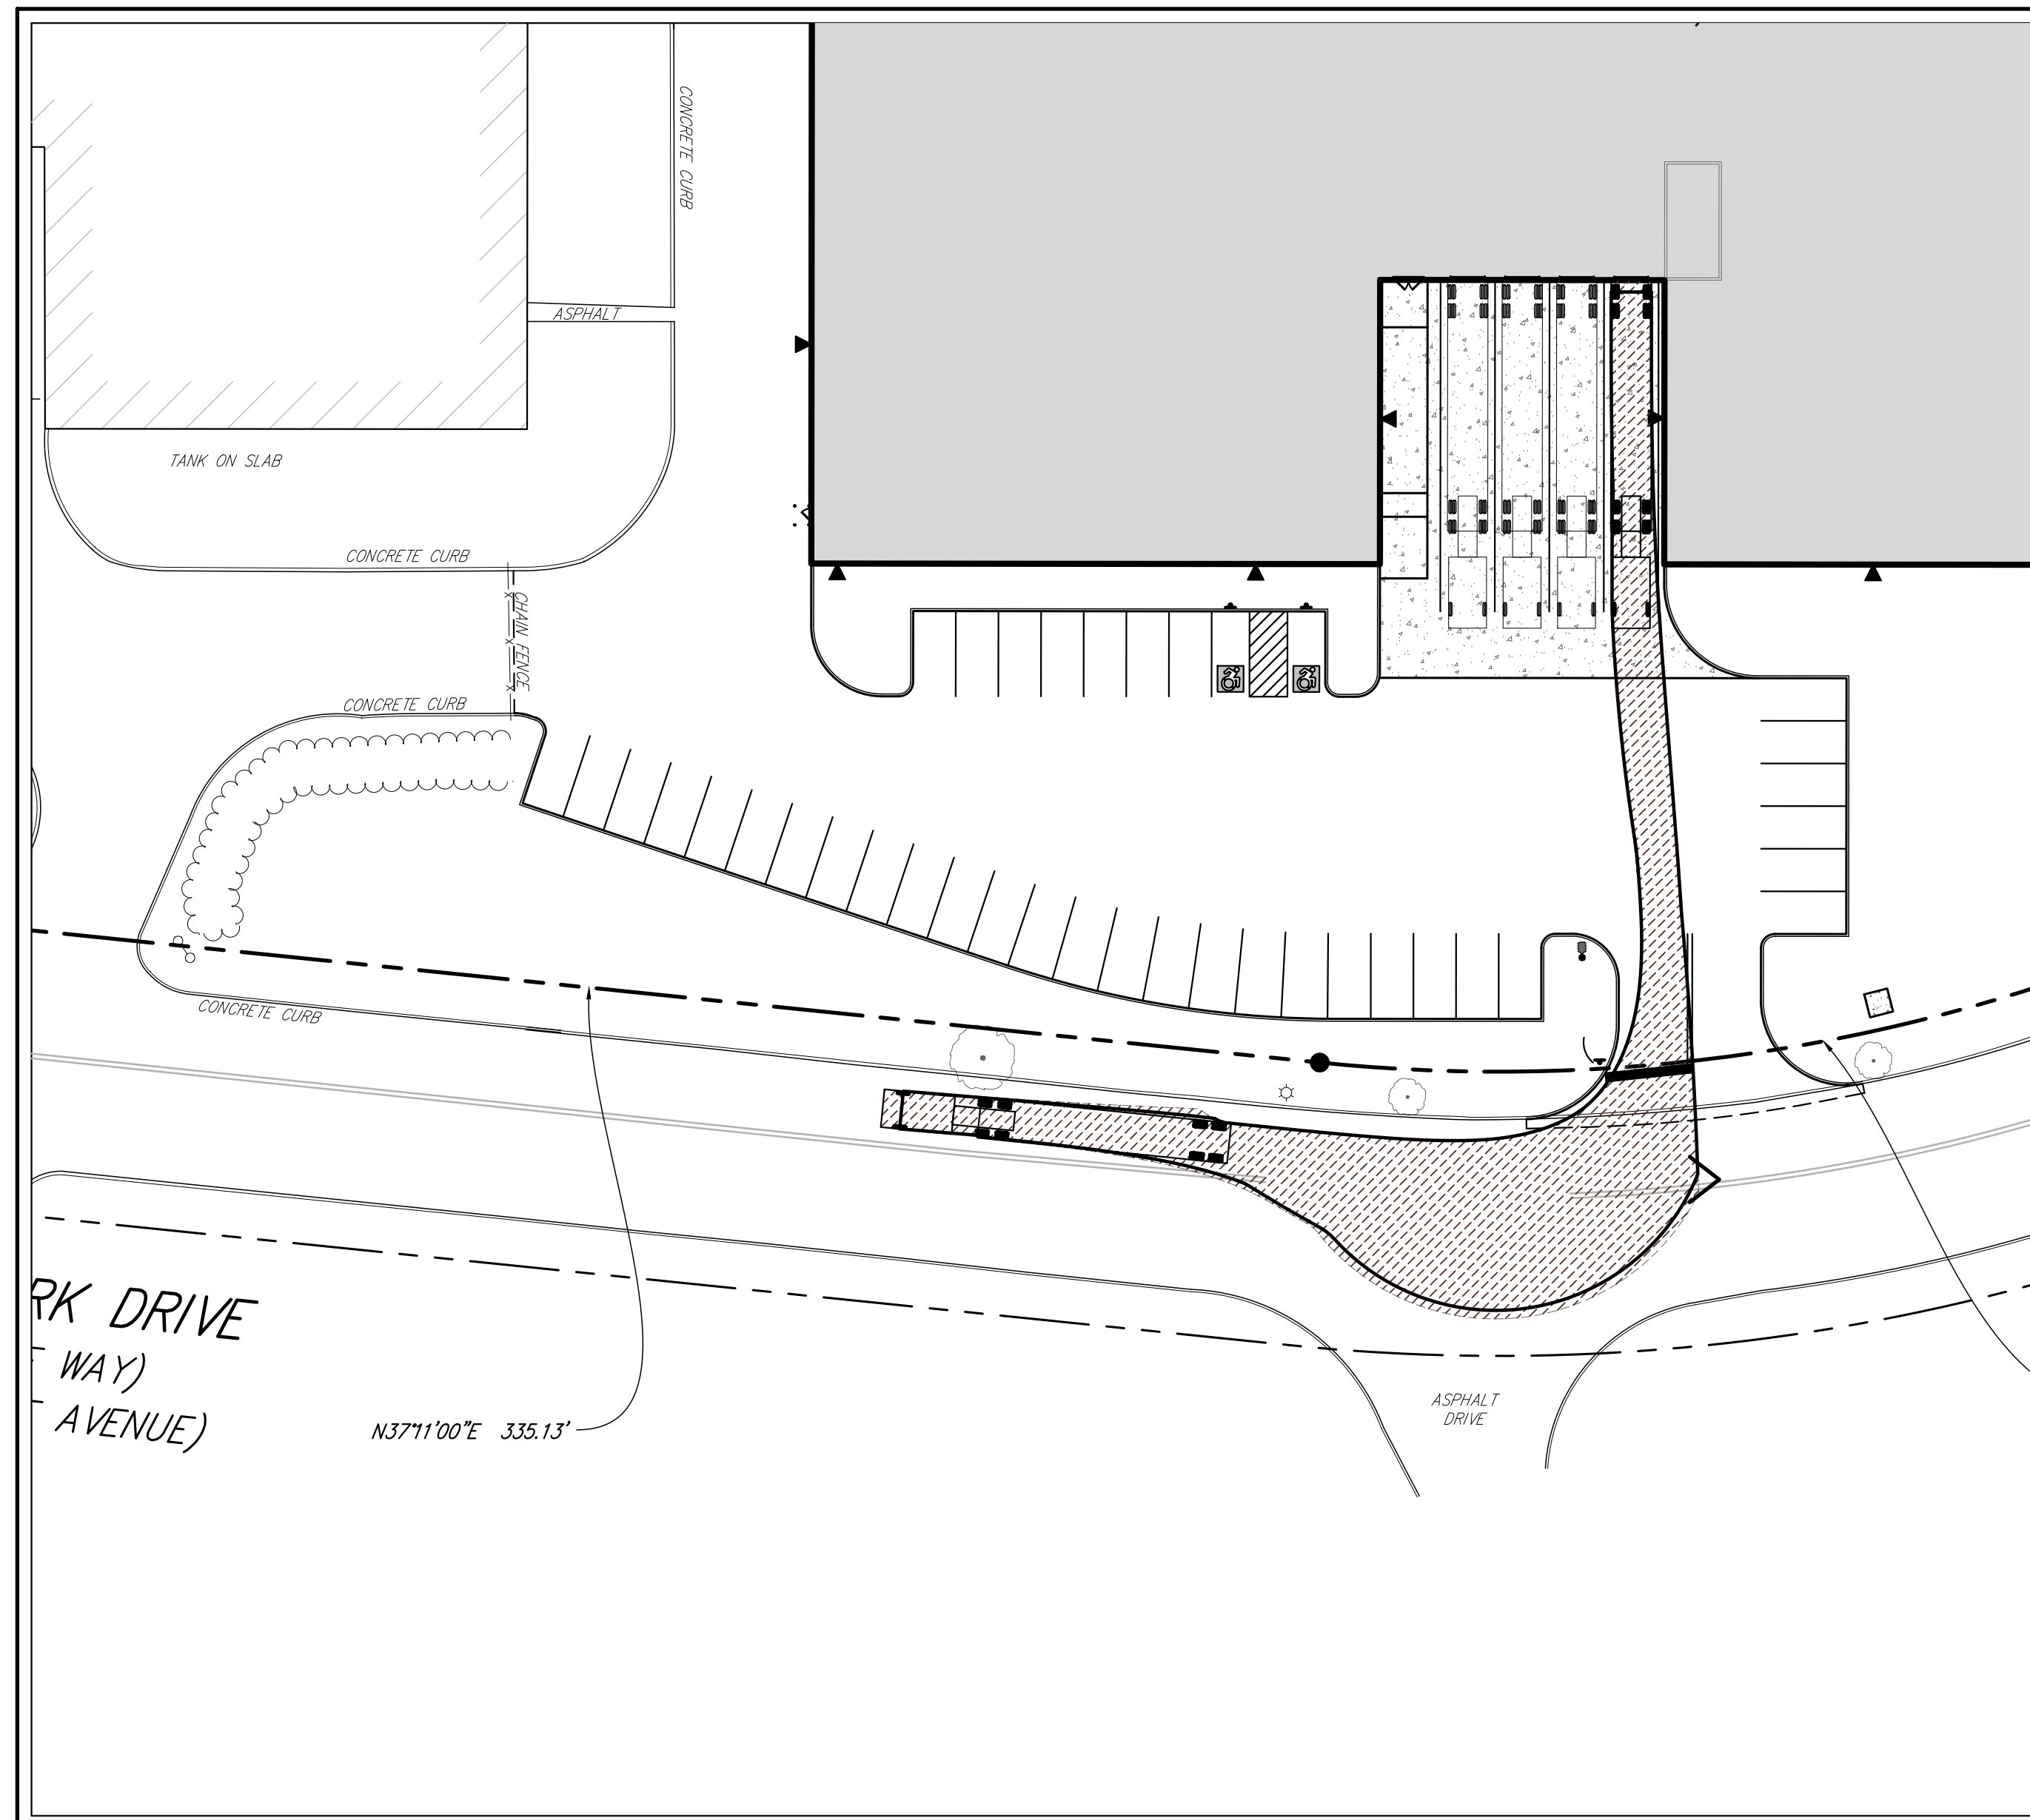 CONCRETE CURB
ASPHALT
TANK ON SLAB
CONCRETE CURB
CHAIN FENCE
x
x
x
CONCRETE CURB
CONCRETE CURB
RK DRIVE
WAY)
AVENUE)
N37°11'00"E 335.13'
ASPHALT
DRIVE